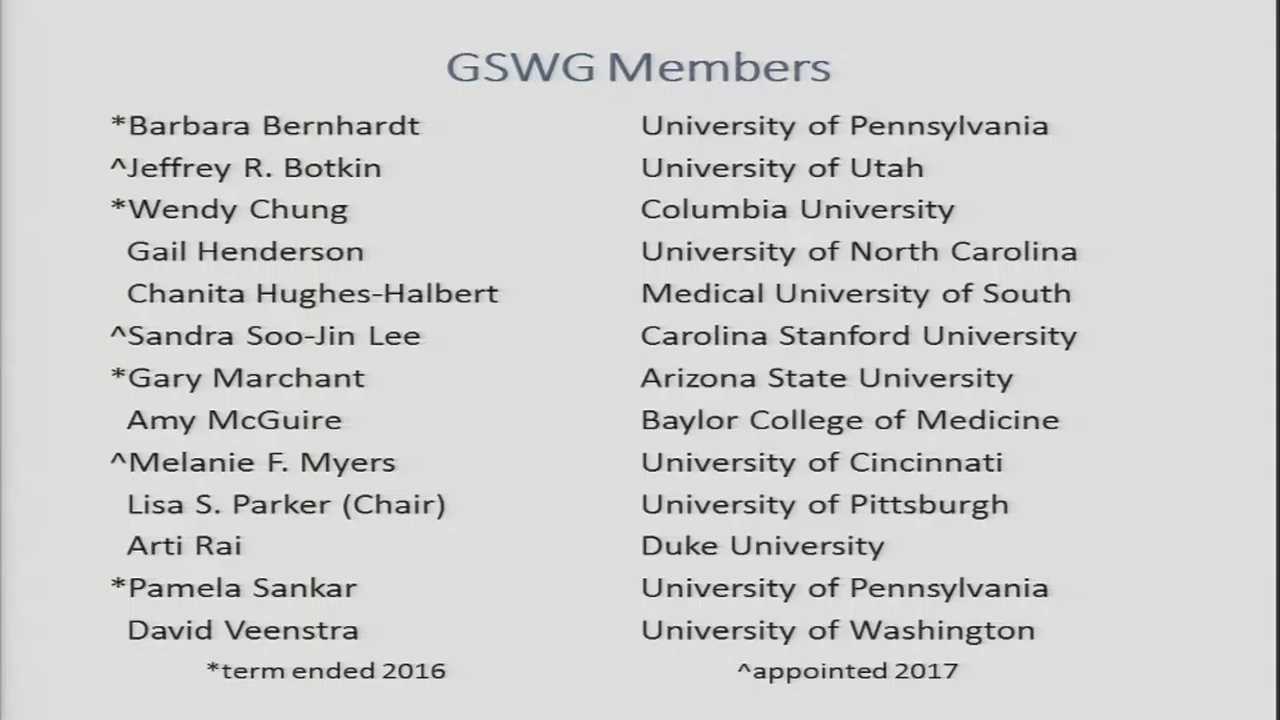 GSWG Members
*Barbara Bernhardt University of Pennsylvania
^Jeffrey R. Botkin University of Utah
*Wendy Chung Columbia University
Gail Henderson University of North Carolina
Chanita Hughes-Halbert Medical University of South
^Sandra Soo-Jin Lee Carolina Stanford University
*Gary Marchant Arizona State University
Amy McGuire Baylor College of Medicine
^Melanie F. Myers University of Cincinnati
Lisa S. Parker (Chair) University of Pittsburgh
Arti Rai Duke University
*Pamela Sankar University of Pennsylvania
David Veenstra University of Washington
*term ended 2016 ^appointed 2017